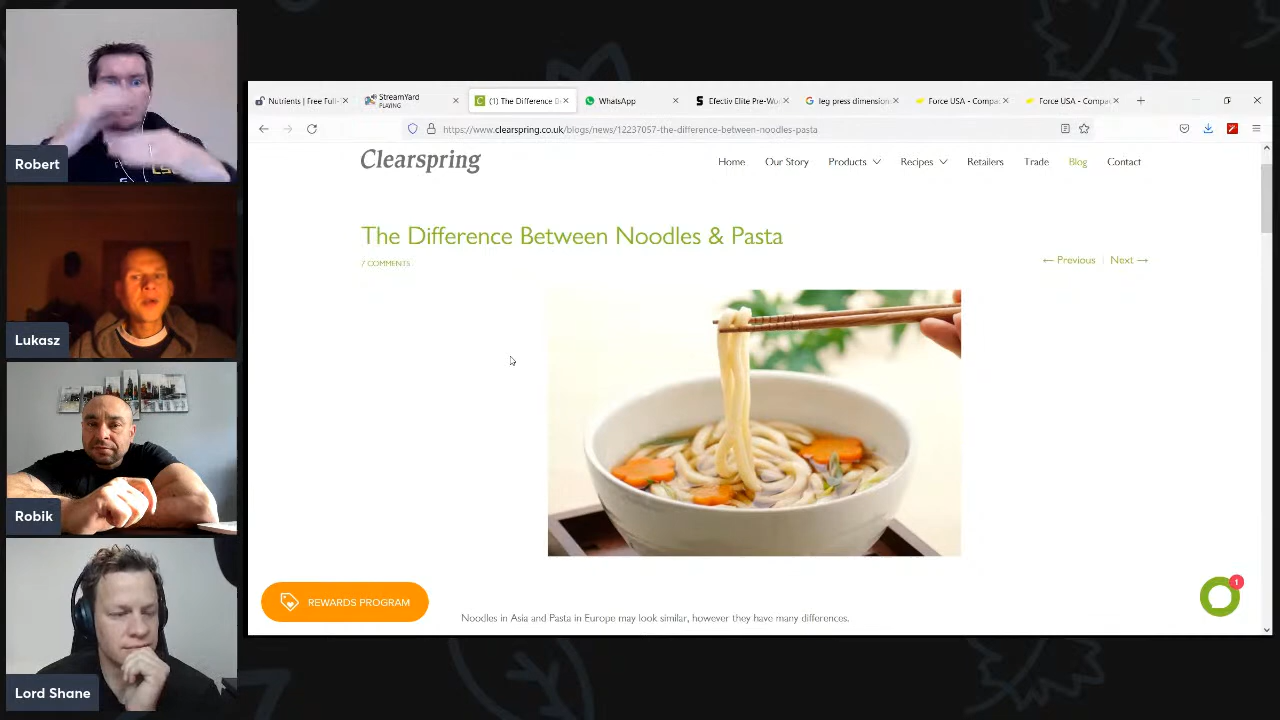 Robert
Lukasz
Robik
Lord Shane
Nutrients | Free Full-
StreamYard
PLAYING
(1) The Difference B
WhatsApp
Efectiv Elite Pre-Wo
leg press dimension
Force USA - Compa
Force USA - Compa
https://www.clearspring.co.uk/blogs/news/12237057-the-difference-between-noodles-pasta
Clearspring
Home Our Story Products Recipes Retailers Trade Blog Contact
The Difference Between Noodles & Pasta
7 COMMENTS
← Previous | Next →
REWARDS PROGRAM
1
Noodles in Asia and Pasta in Europe may look similar, however they have many differences.